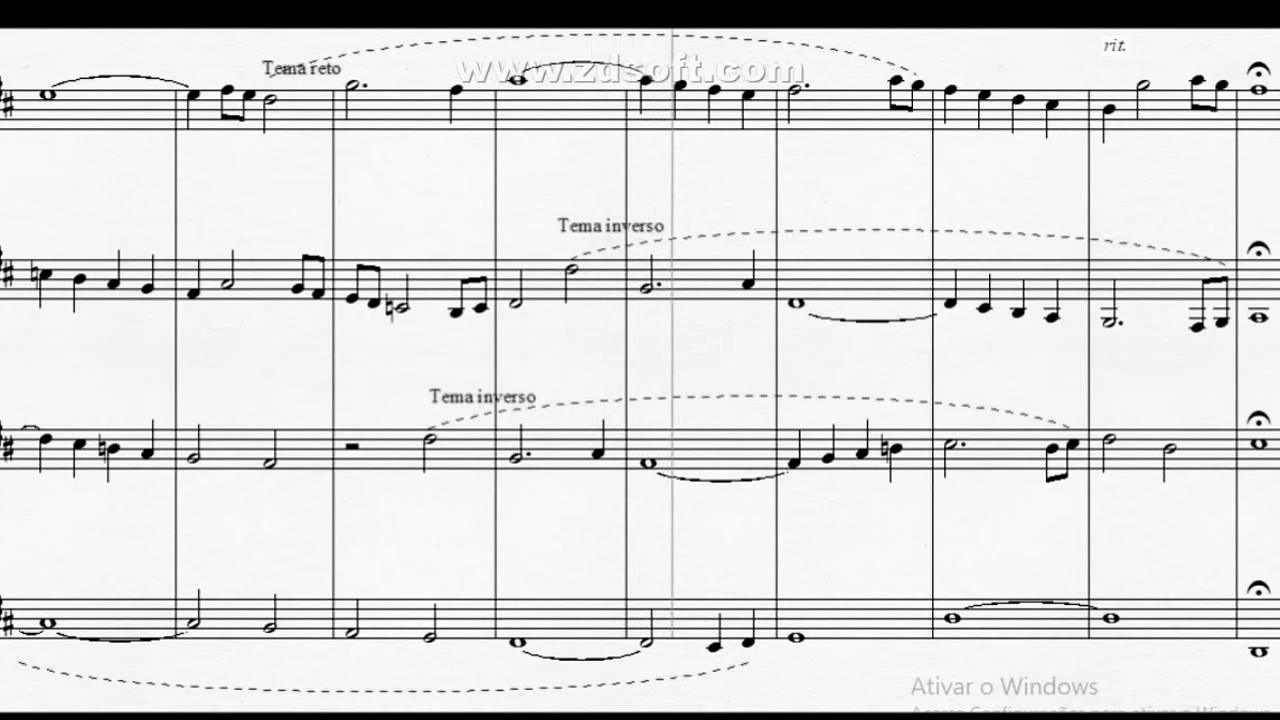 rit.
Tema reto
www.zdsoft.com
Tema inverso
Tema inverso
Ativar o Windows